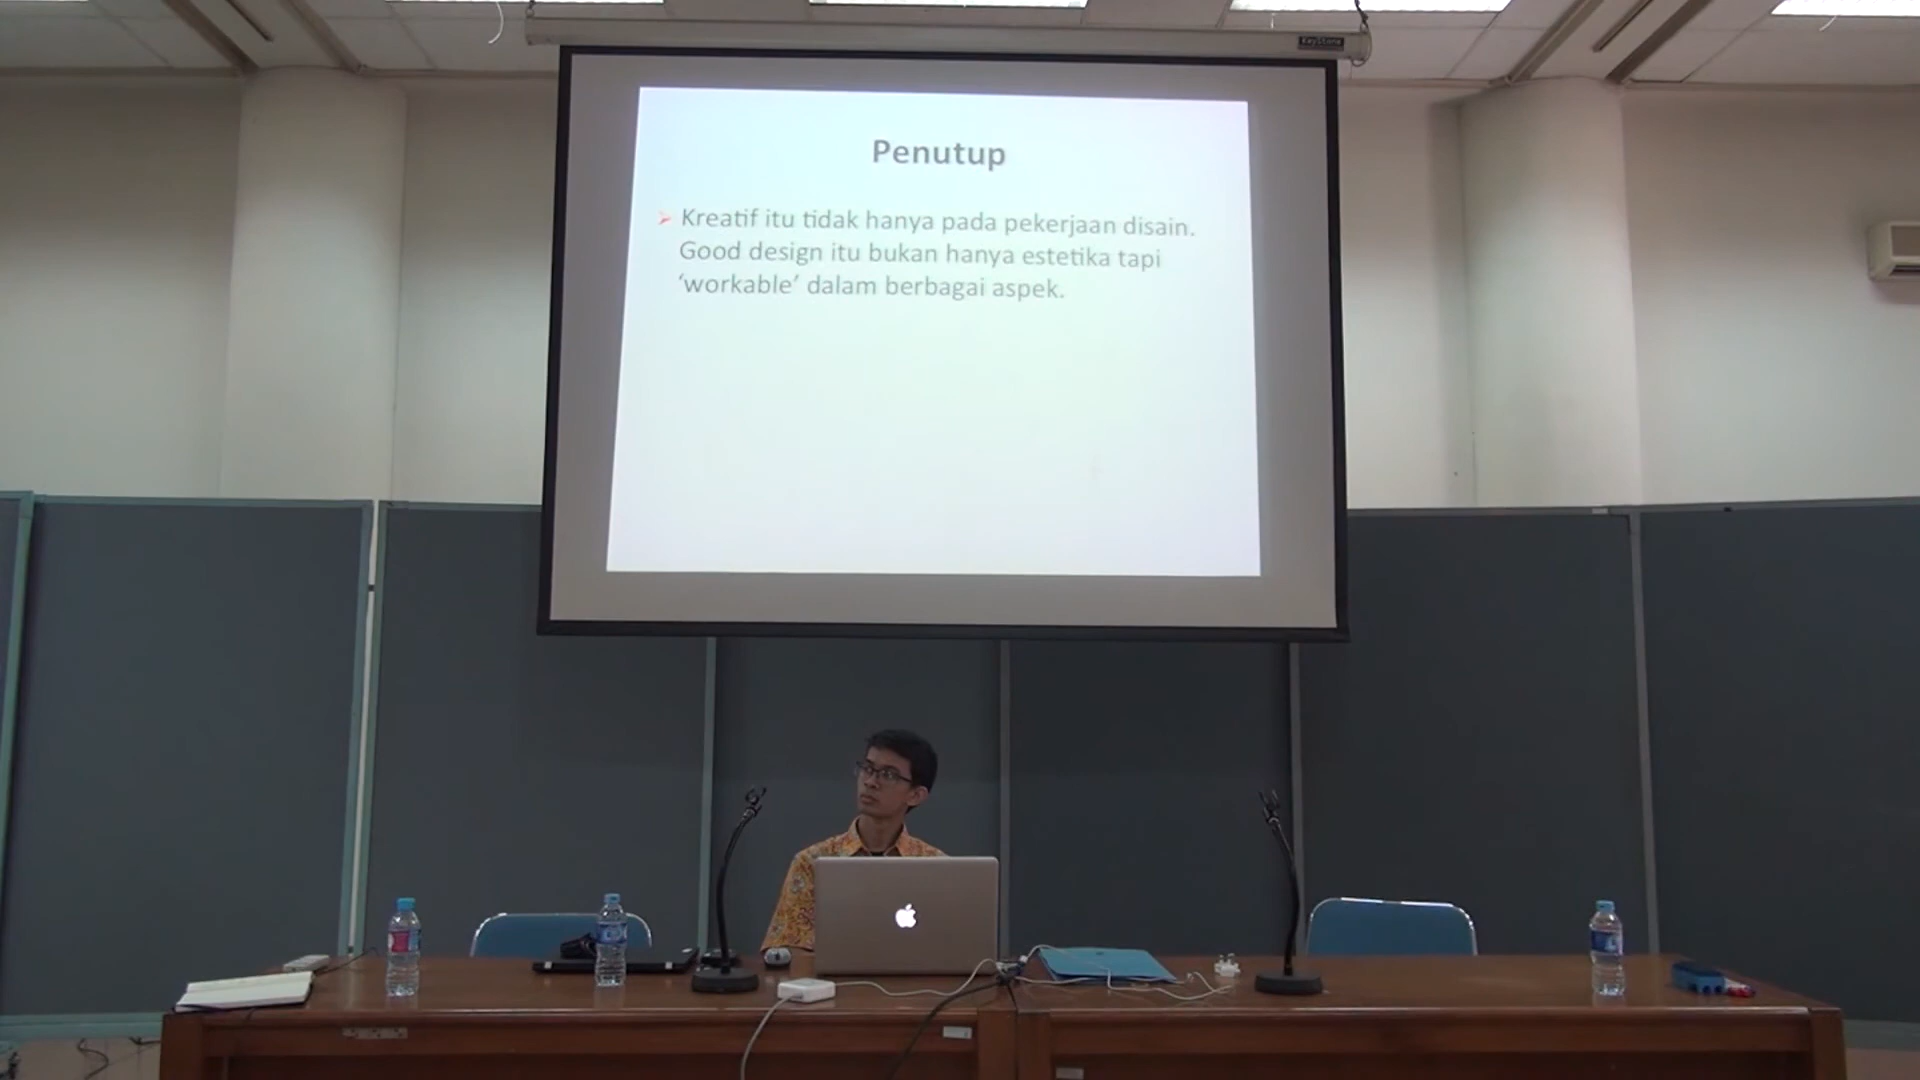 KeyStone
Penutup
Kreatif itu tidak hanya pada pekerjaan disain.
Good design itu bukan hanya estetika tapi
‘workable’ dalam berbagai aspek.